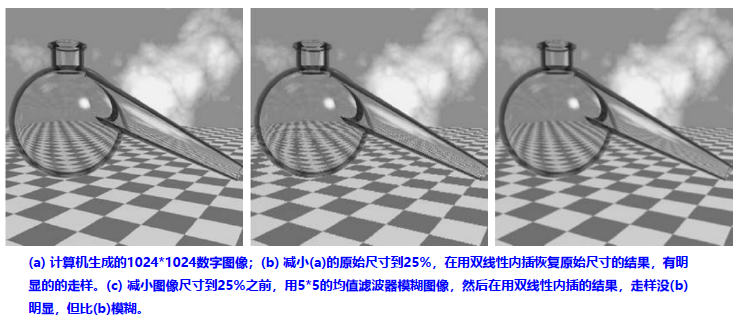 (a) 计算机生成的1024*1024数字图像；(b) 减小(a)的原始尺寸到25%，在用双线性内插恢复原始尺寸的结果，有明
显的的走样。(c) 减小图像尺寸到25%之前，用5*5的均值滤波器模糊图像，然后在用双线性内插的结果，走样没(b)
明显，但比(b)模糊。